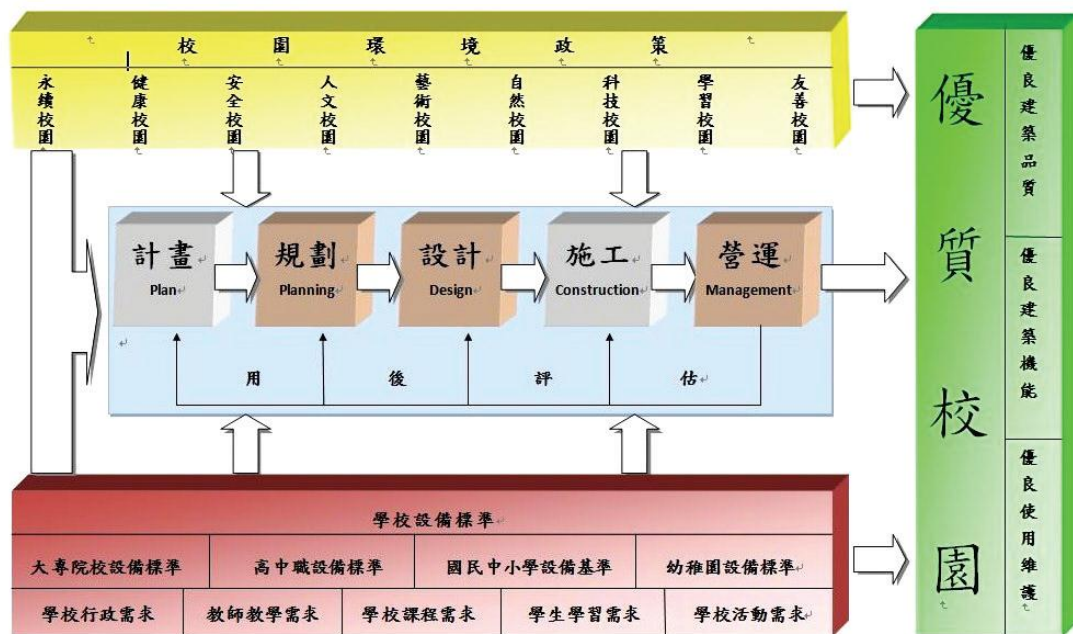 校園環境政策
永續校園
健康校園
安全校園
人文校園
藝術校園
自然校園
科技校園
學習校園
友善校園
計畫
Plan
規劃
Planning
設計
Design
施工
Construction
營運
Management
用後評估
學校設備標準
大專院校設備標準
高中職設備標準
國民中小學設備基準
幼稚園設備標準
學校行政需求
教師教學需求
學校課程需求
學生學習需求
學校活動需求
優質校園
優良建築品質
優良建築機能
優良使用維護